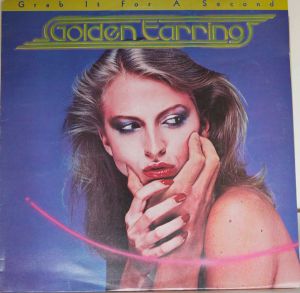 Grab It For A Second
Golden Earring